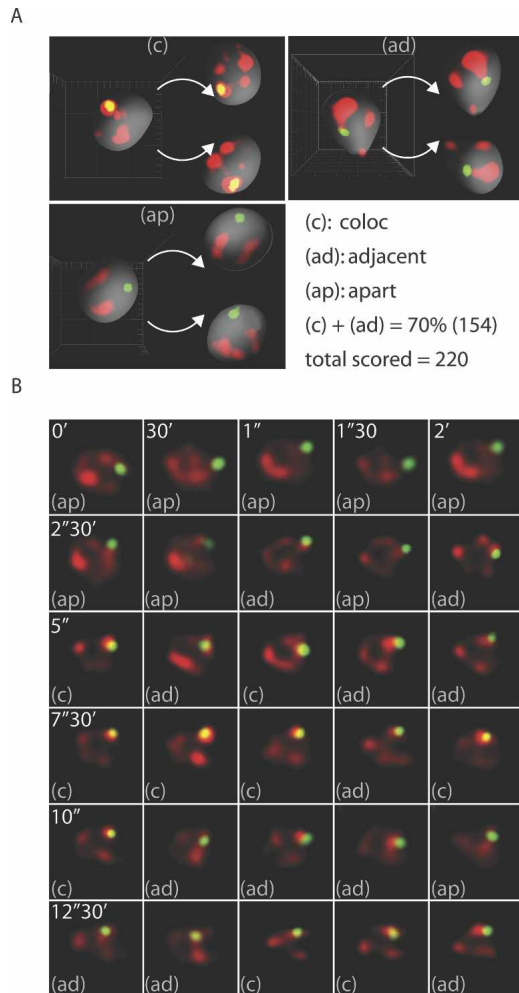 A
(c)
(ad)
(ap)
(c): coloc
(ad): adjacent
(ap): apart
(c) + (ad) = 70% (154)
total scored = 220
B
0' 30' 1" 1"30 2'
(ap) (ap) (ap) (ap) (ap)
2"30'
(ap) (ap) (ad) (ap) (ad)
5"
(c) (ad) (c) (ad) (ad)
7"30'
(c) (c) (c) (ad) (c)
10"
(c) (ad) (ad) (ad) (ap)
12"30'
(ad) (ad) (c) (c) (ad)